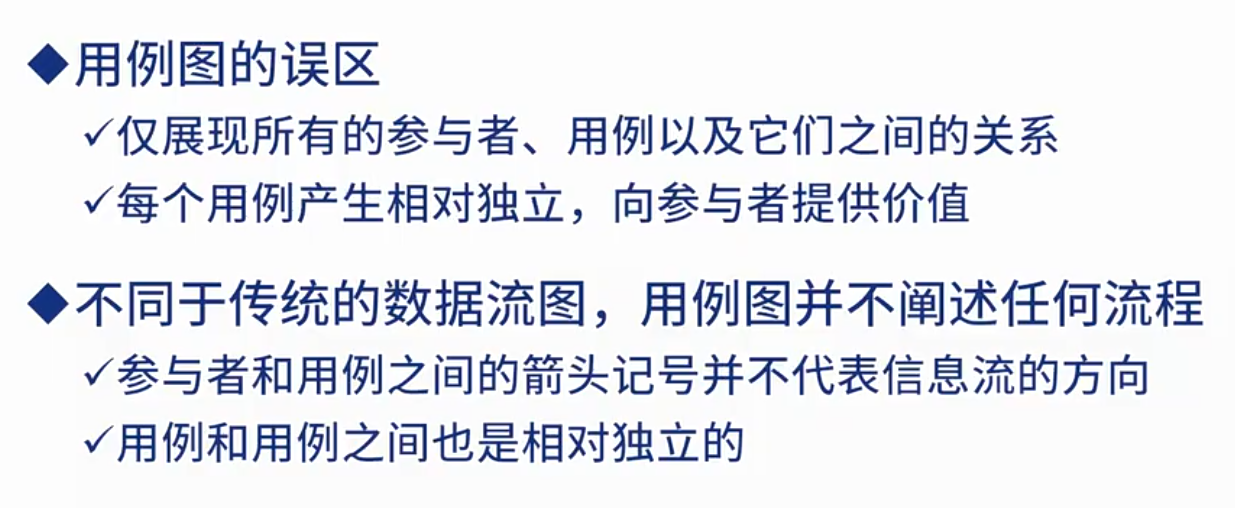 ◆用例图的误区
✓仅展现所有的参与者、用例以及它们之间的关系
✓每个用例产生相对独立，向参与者提供价值
◆不同于传统的数据流图，用例图并不阐述任何流程
✓参与者和用例之间的箭头记号并不代表信息流的方向
✓用例和用例之间也是相对独立的